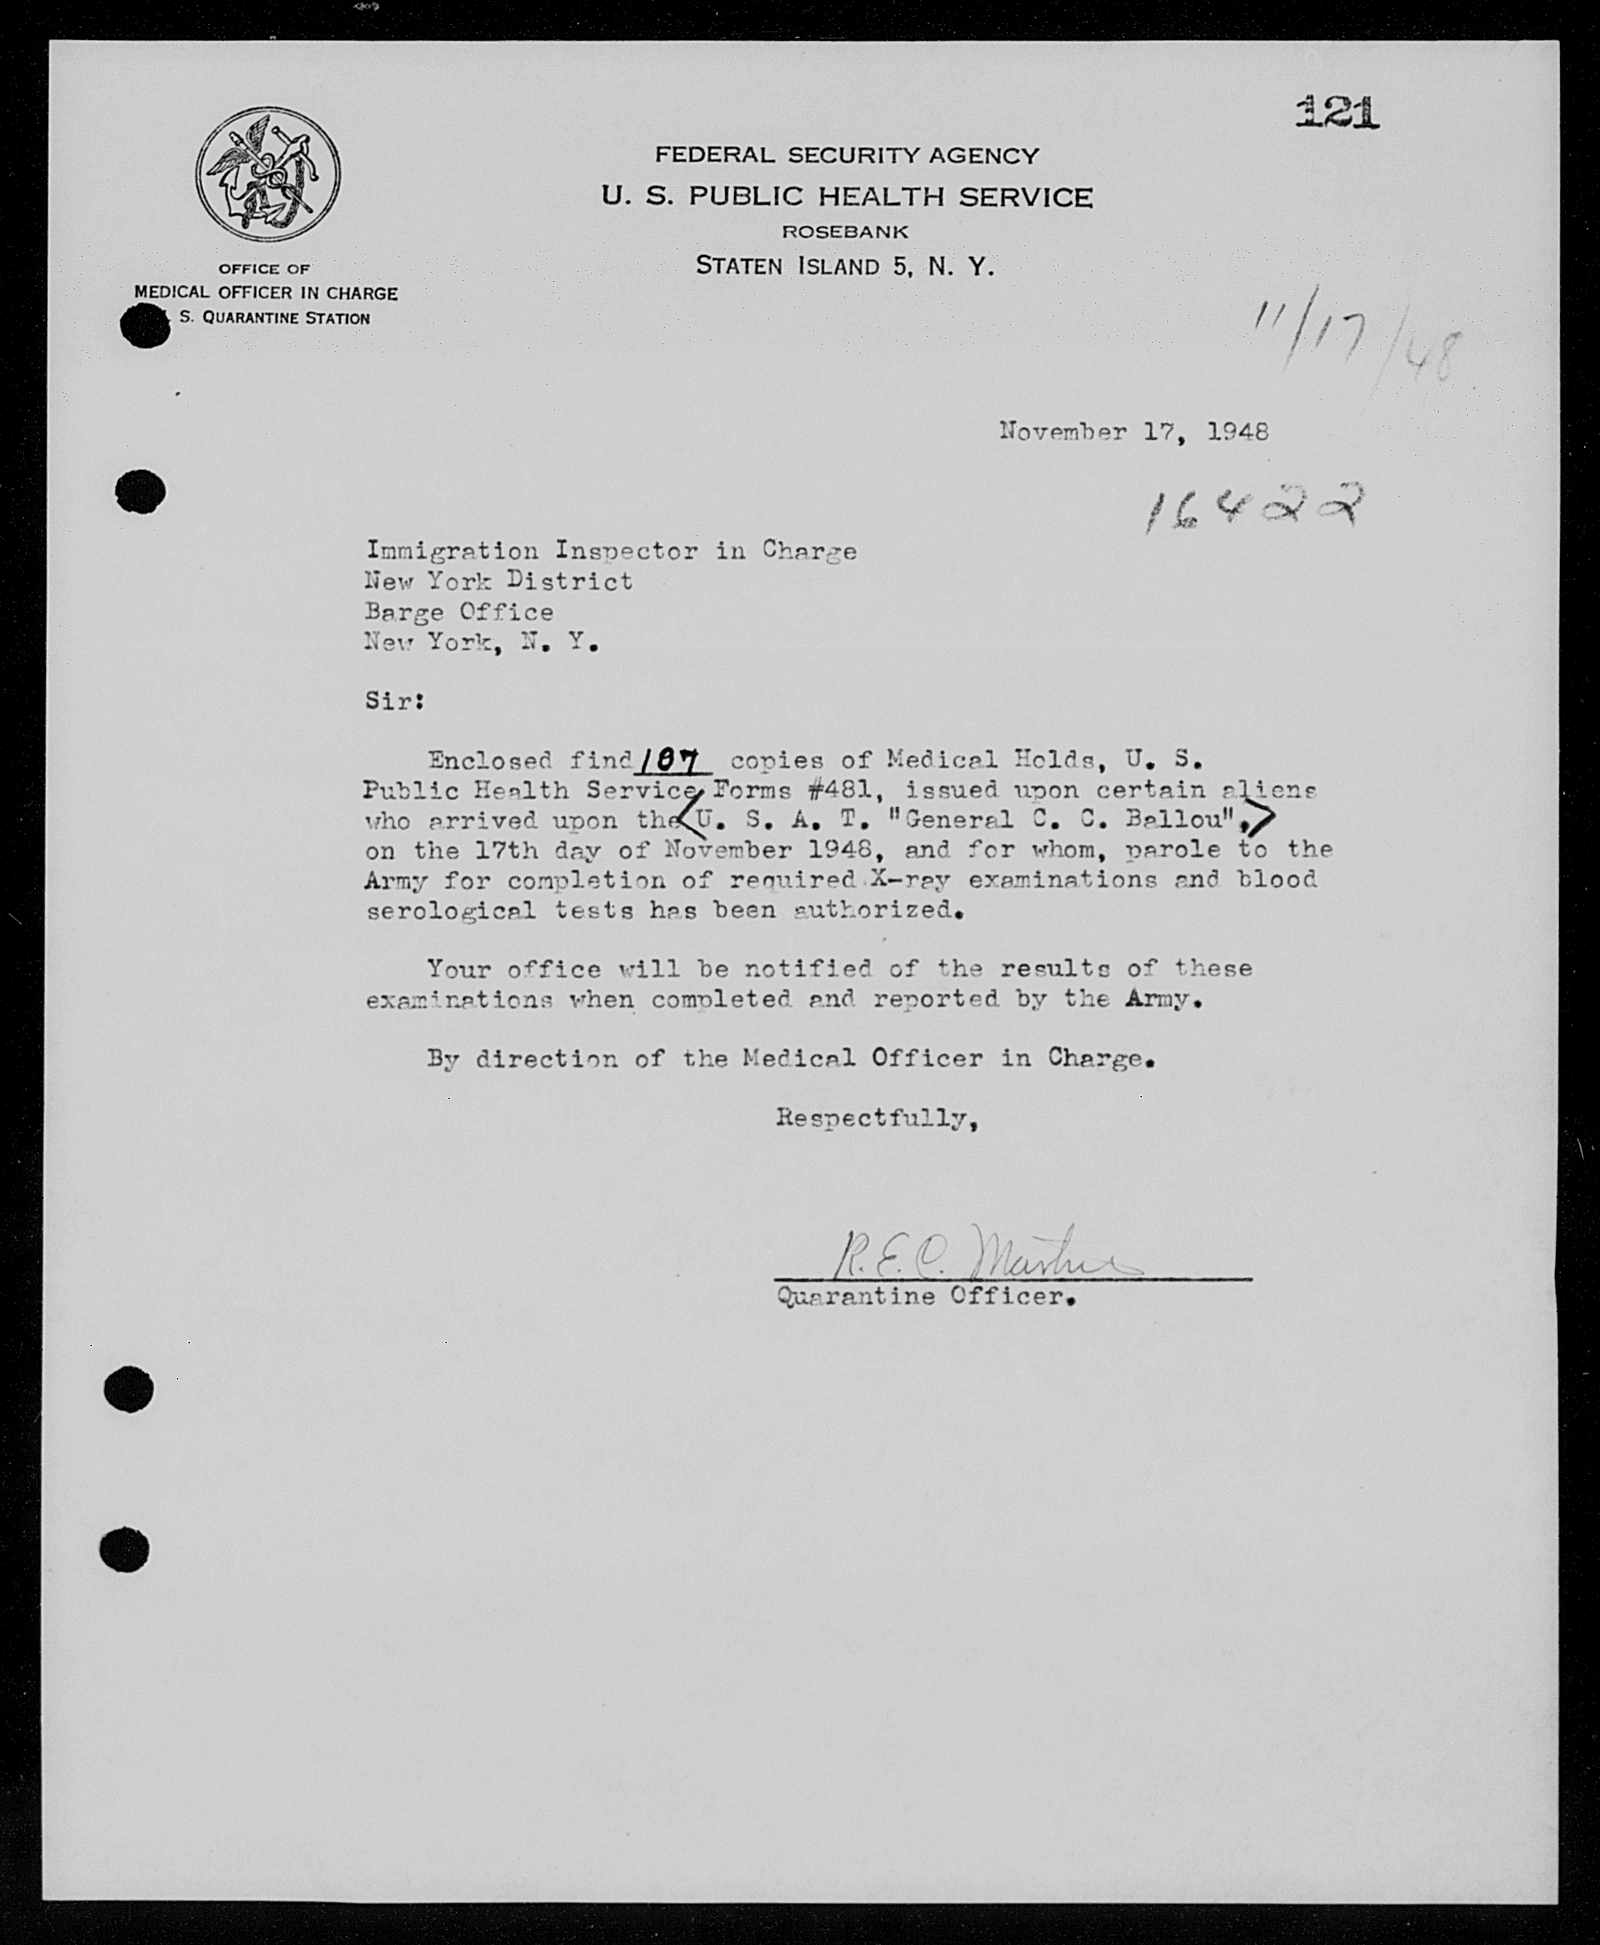 121
FEDERAL SECURITY AGENCY
U. S. PUBLIC HEALTH SERVICE
ROSEBANK
STATEN ISLAND 5, N. Y.
OFFICE OF
MEDICAL OFFICER IN CHARGE
S. QUARANTINE STATION
11/17/48
November 17, 1948
16422
Immigration Inspector in Charge
New York District
Barge Office
New York, N. Y.
Sir:
Enclosed find 107 copies of Medical Holds, U. S.
Public Health Service, Forms #481, issued upon certain aliens
who arrived upon the <U. S. A. T. "General C. C. Ballou",>
on the 17th day of November 1948, and for whom, parole to the
Army for completion of required X-ray examinations and blood
serological tests has been authorized.
Your office will be notified of the results of these
examinations when completed and reported by the Army.
By direction of the Medical Officer in Charge.
Respectfully,
R. E. C.
Quarantine Officer.